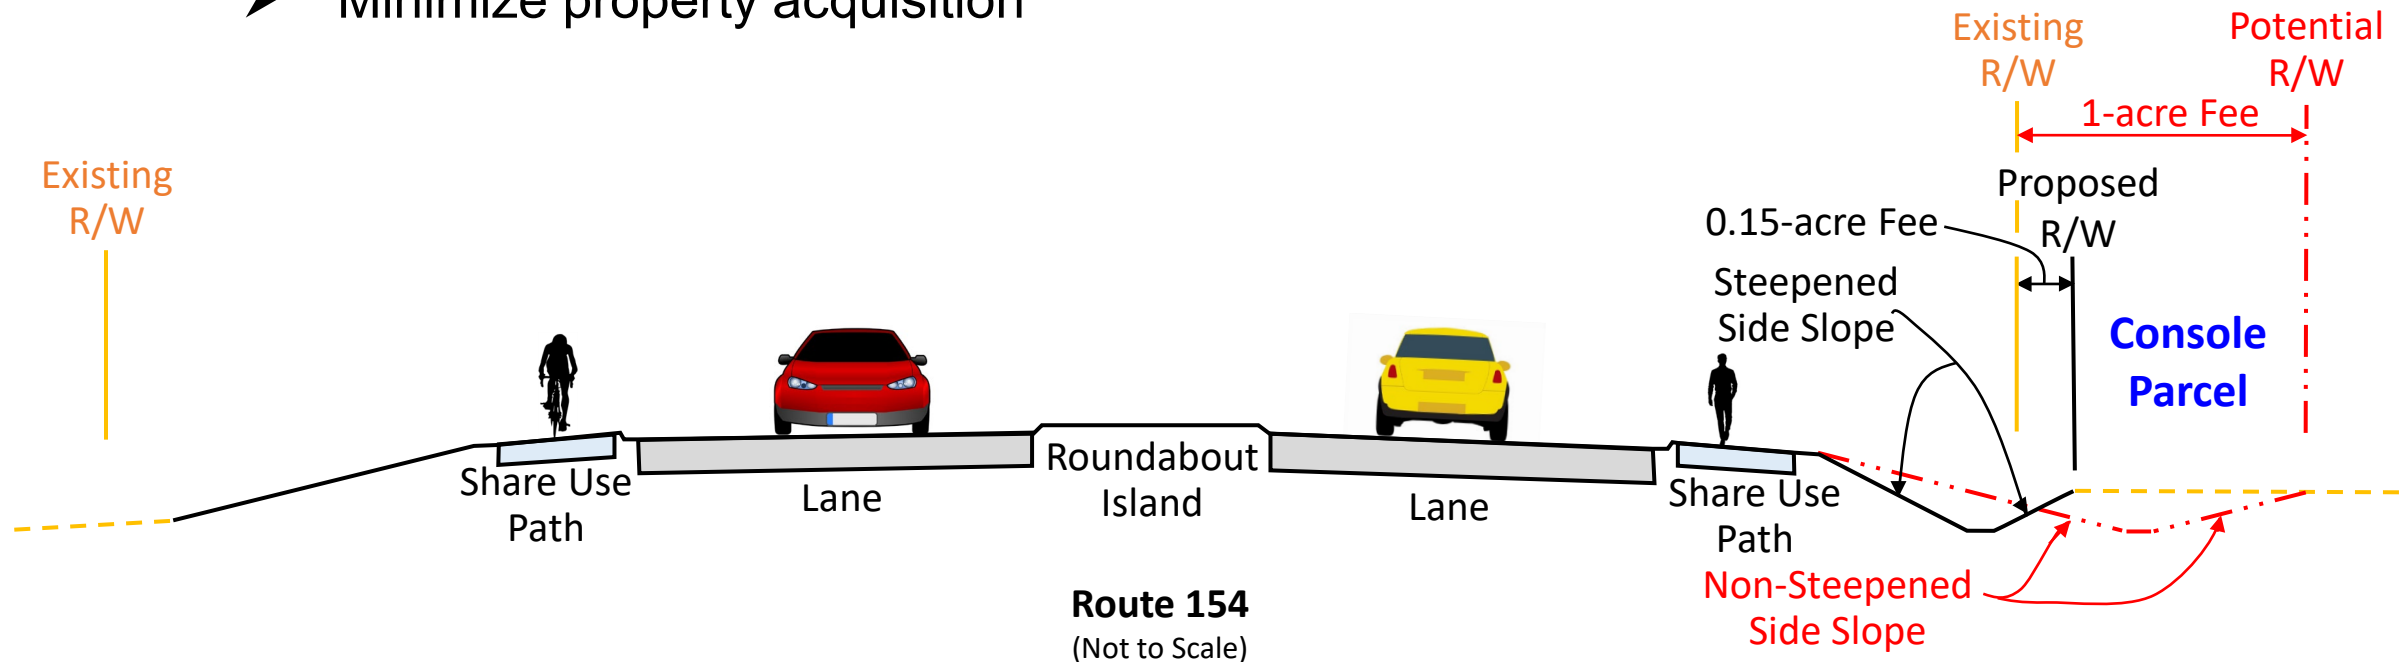 Minimize property acquisition
Existing
R/W
Potential
R/W
1-acre Fee
Existing
R/W
Proposed
R/W
0.15-acre Fee
Steepened
Side Slope
Console
Parcel
Share Use
Path
Lane
Roundabout
Island
Lane
Share Use
Path
Non-Steepened
Side Slope
Route 154
(Not to Scale)